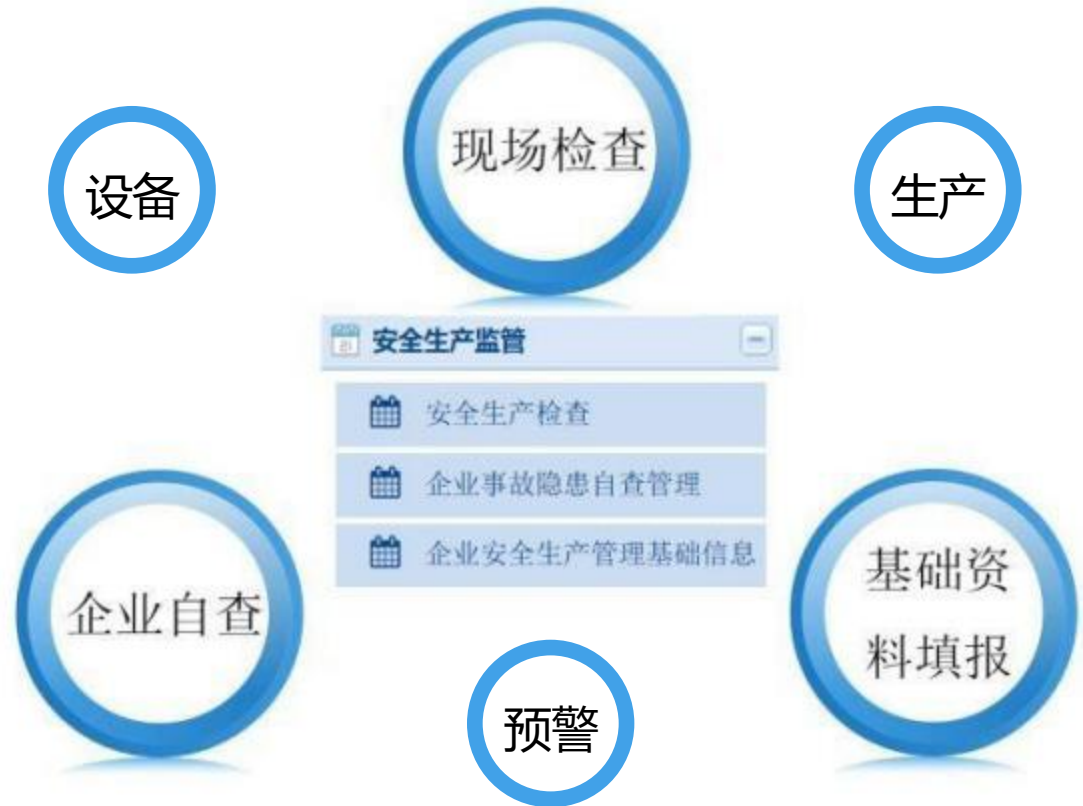 现场检查
设备
生产
安全生产监管
安全生产检查
企业事故隐患自查管理
企业安全生产管理基础信息
企业自查
基础资
料填报
预警